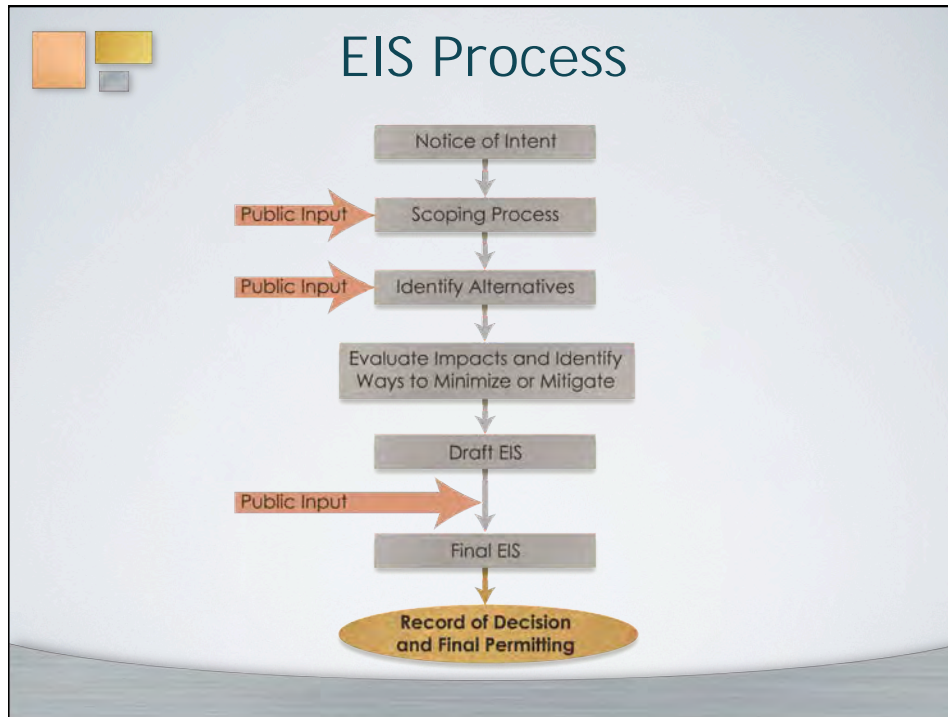 EIS Process
Notice of Intent
Public Input
Scoping Process
Public Input
Identify Alternatives
Evaluate Impacts and Identify
Ways to Minimize or Mitigate
Draft EIS
Public Input
Final EIS
Record of Decision
and Final Permitting